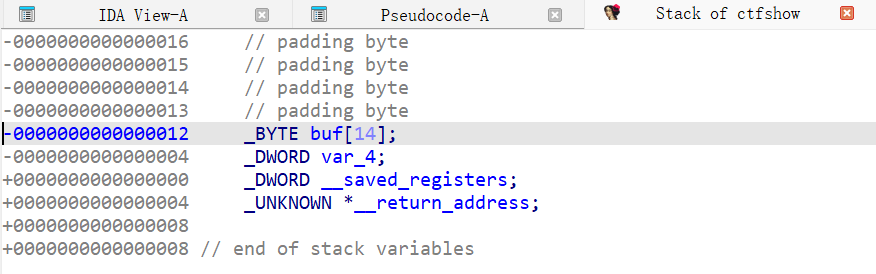 IDA View-A Pseudocode-A Stack of ctfshow
-0000000000000016 // padding byte
-0000000000000015 // padding byte
-0000000000000014 // padding byte
-0000000000000013 // padding byte
-0000000000000012 _BYTE buf[14];
-0000000000000004 _DWORD var_4;
+0000000000000000 _DWORD __saved_registers;
+0000000000000004 _UNKNOWN *__return_address;
+0000000000000008
+0000000000000008 // end of stack variables